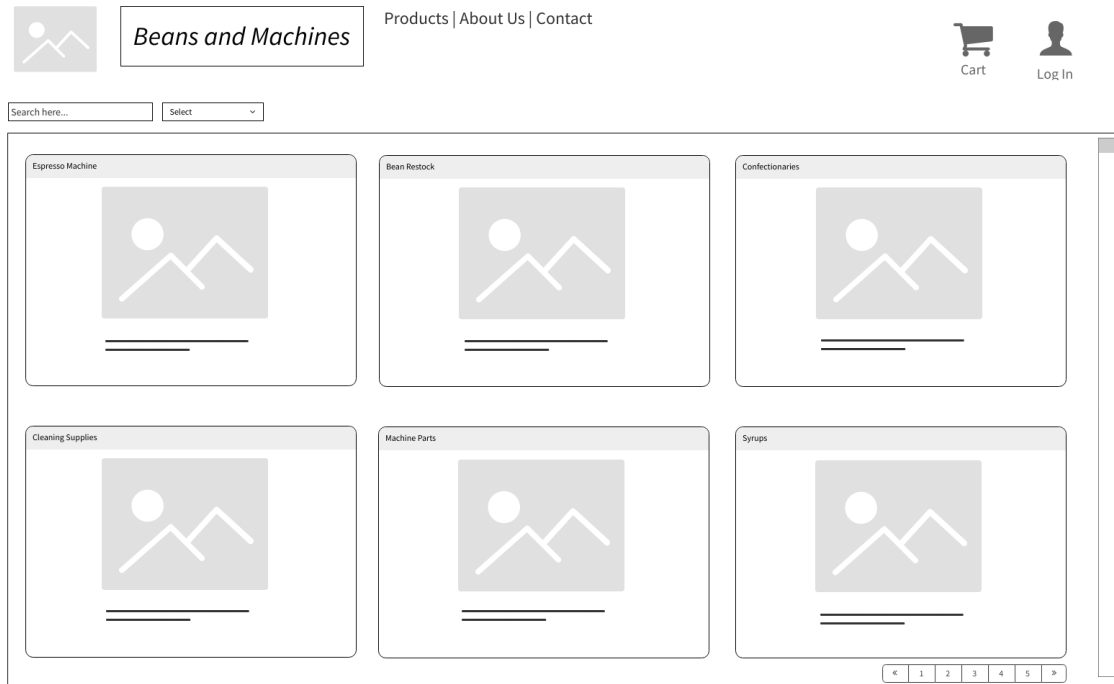 Beans and Machines
Products | About Us | Contact
Cart
Log In
Search here...
Select
Espresso Machine
Bean Restock
Confectionaries
Cleaning Supplies
Machine Parts
Syrups
« 1 2 3 4 5 »